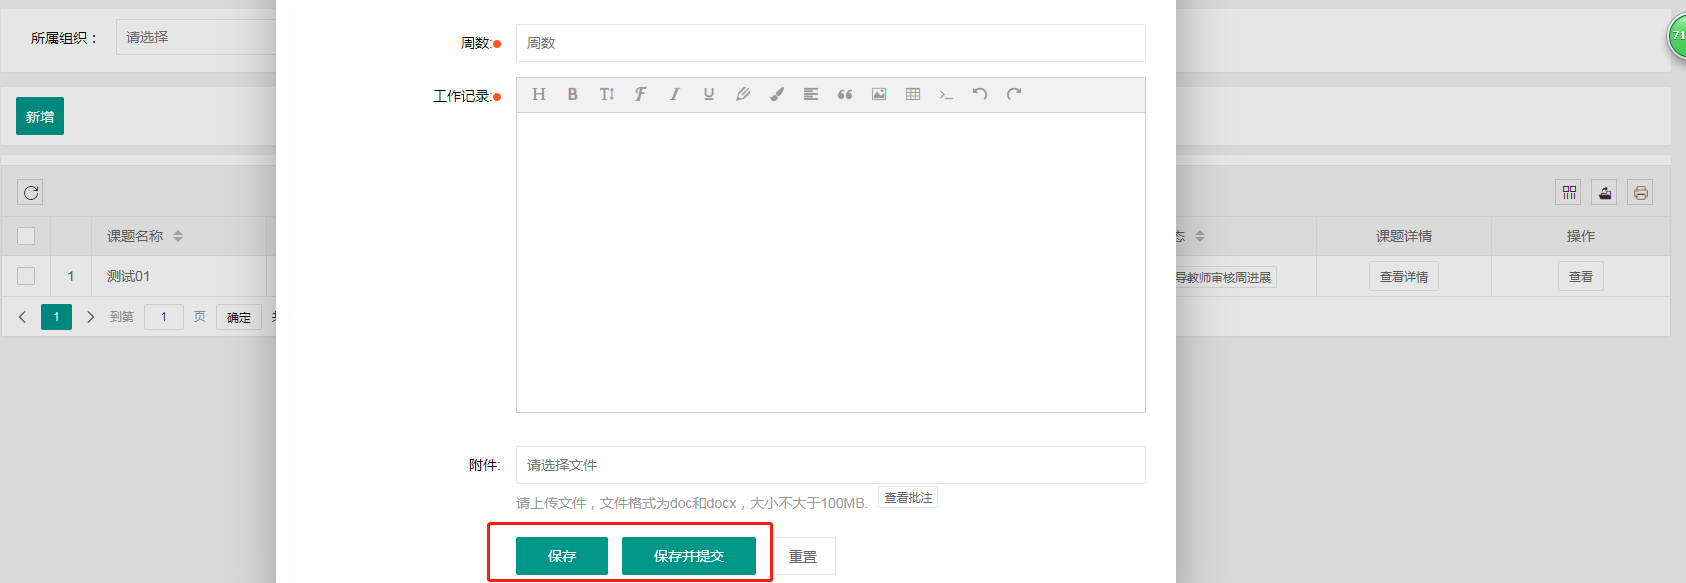 所属组织：
请选择
周数:
周数
71
工作记录:
H B T F I U
新增
课题名称
态
课题详情
操作
1
测试01
导教师审核周进展
查看详情
查看
1
到第
1
页
确定
附件:
请选择文件
请上传文件，文件格式为doc和docx，大小不大于100MB.
查看批注
保存
保存并提交
重置